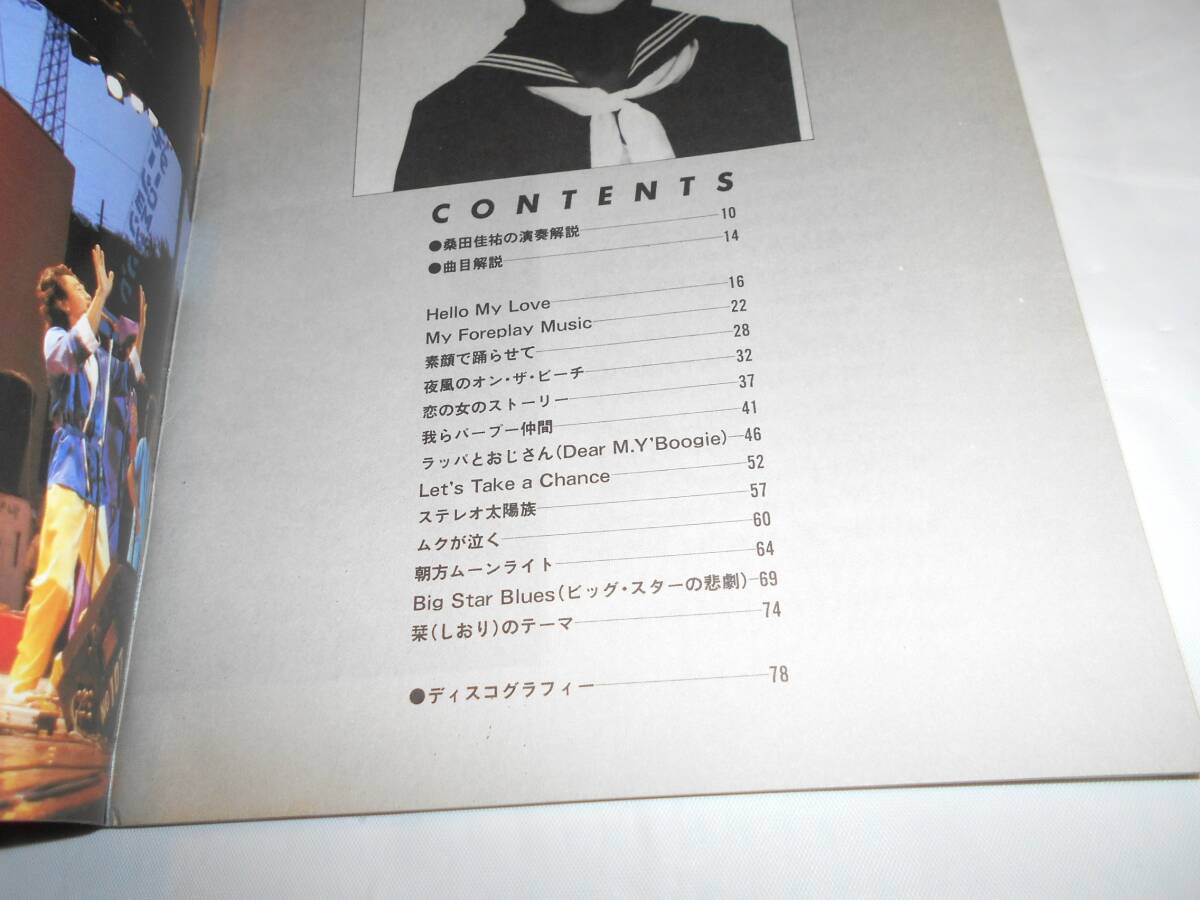 CONTENTS
●桑田佳祐の演奏解説 10
●曲目解説 14
Hello My Love 16
My Foreplay Music 22
素顔で踊らせて 28
夜風のオン・ザ・ビーチ 32
恋の女のストーリー 37
我らパープー仲間 41
ラッパとおじさん(Dear M.Y'Boogie) 46
Let's Take a Chance 52
ステレオ太陽族 57
ムクが泣く 60
朝方ムーンライト 64
Big Star Blues(ビッグ・スターの悲劇) 69
栞(しおり)のテーマ 74
●ディスコグラフィー 78